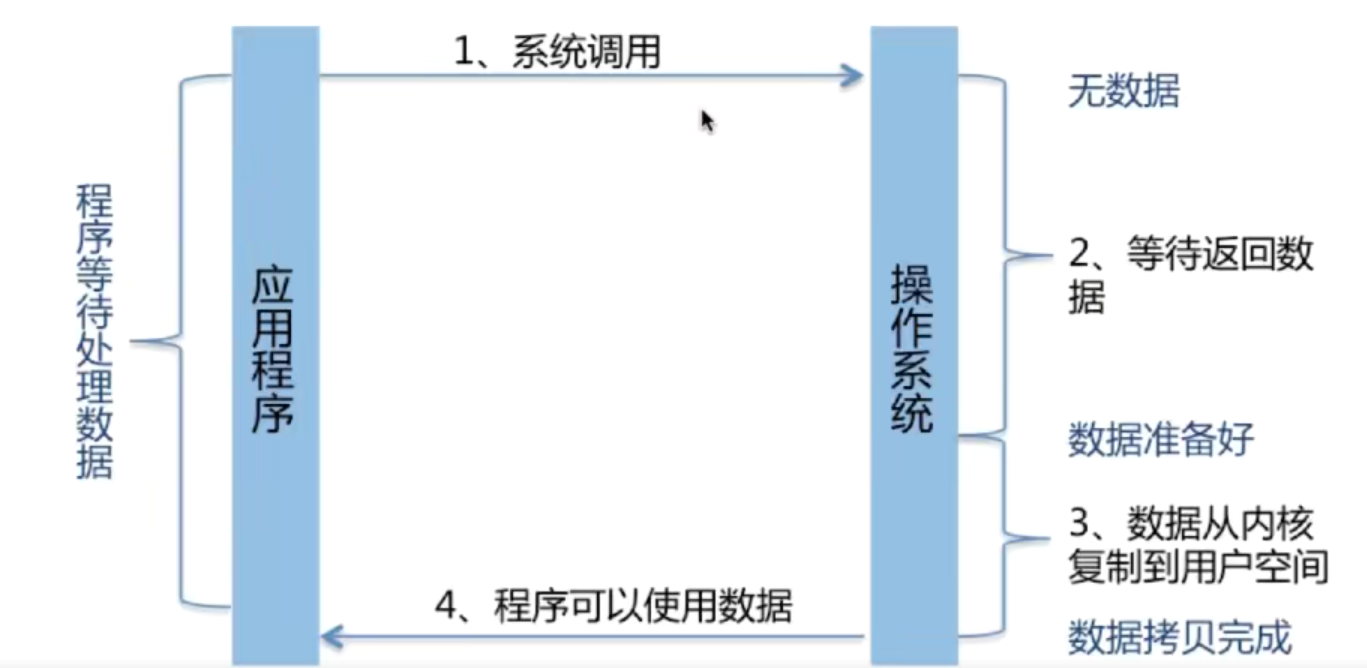 1、系统调用
无数据
程序等待处理数据
应用程序
操作系统
2、等待返回数
据
数据准备好
3、数据从内核
复制到用户空间
4、程序可以使用数据
数据拷贝完成